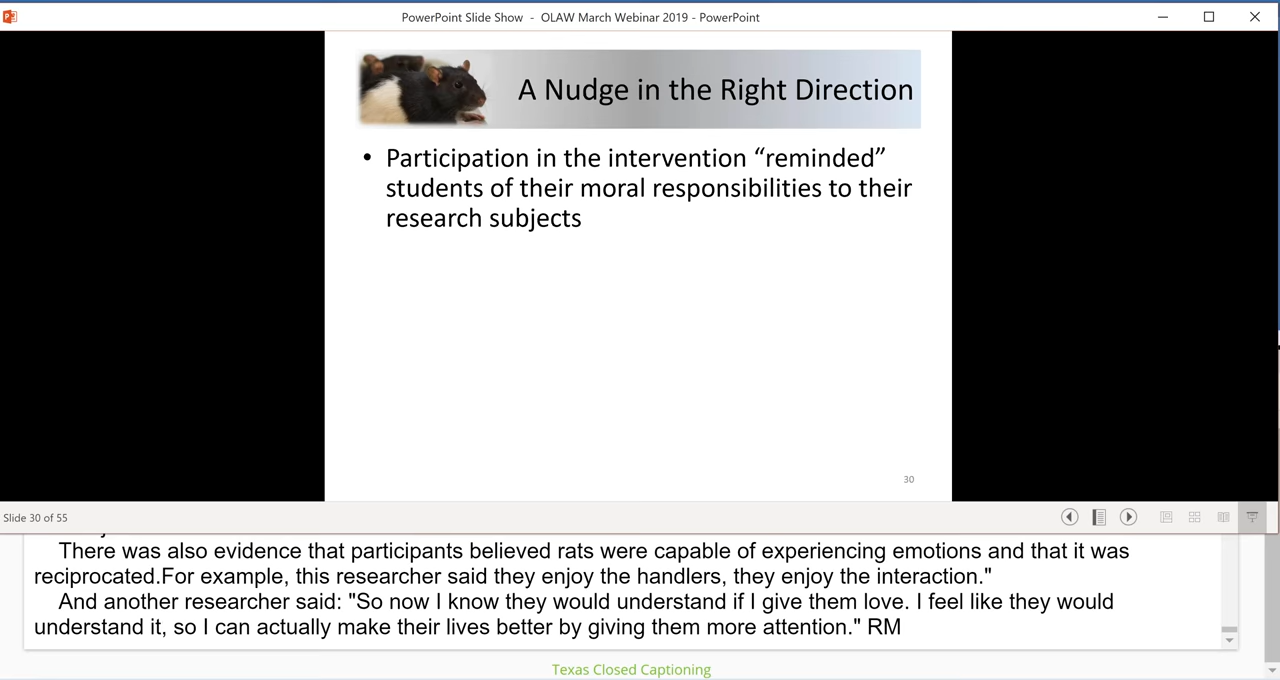 PowerPoint Slide Show - OLAW March Webinar 2019 - PowerPoint
A Nudge in the Right Direction
• Participation in the intervention “reminded”
students of their moral responsibilities to their
research subjects
30
Slide 30 of 55
There was also evidence that participants believed rats were capable of experiencing emotions and that it was
reciprocated.For example, this researcher said they enjoy the handlers, they enjoy the interaction."
And another researcher said: "So now I know they would understand if I give them love. I feel like they would
understand it, so I can actually make their lives better by giving them more attention." RM
Texas Closed Captioning